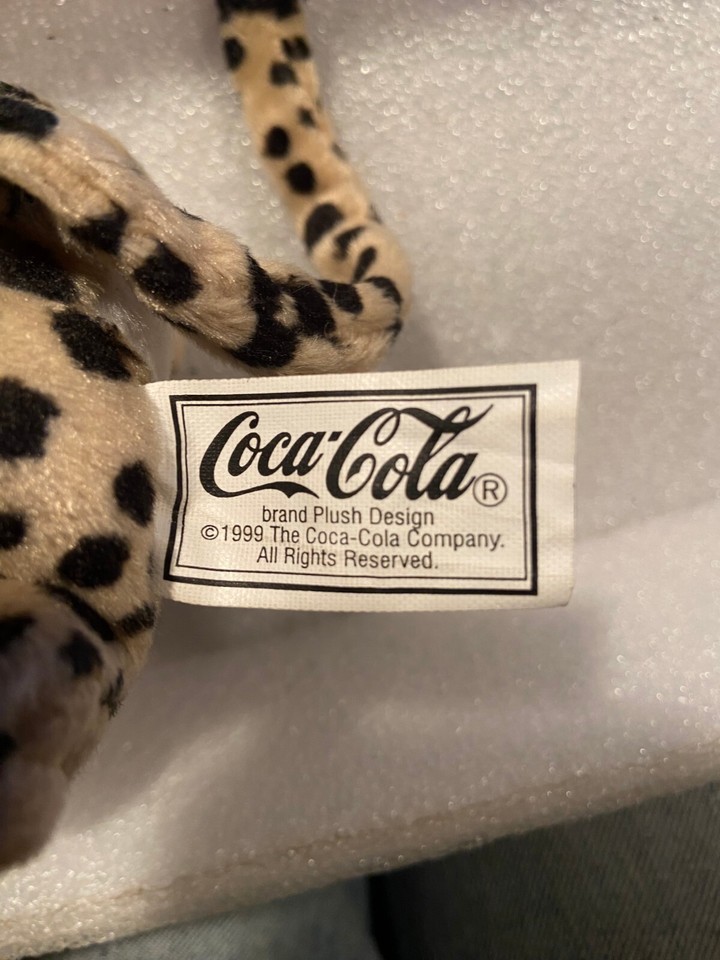 Coca-Cola®
brand Plush Design
©1999 The Coca-Cola Company.
All Rights Reserved.